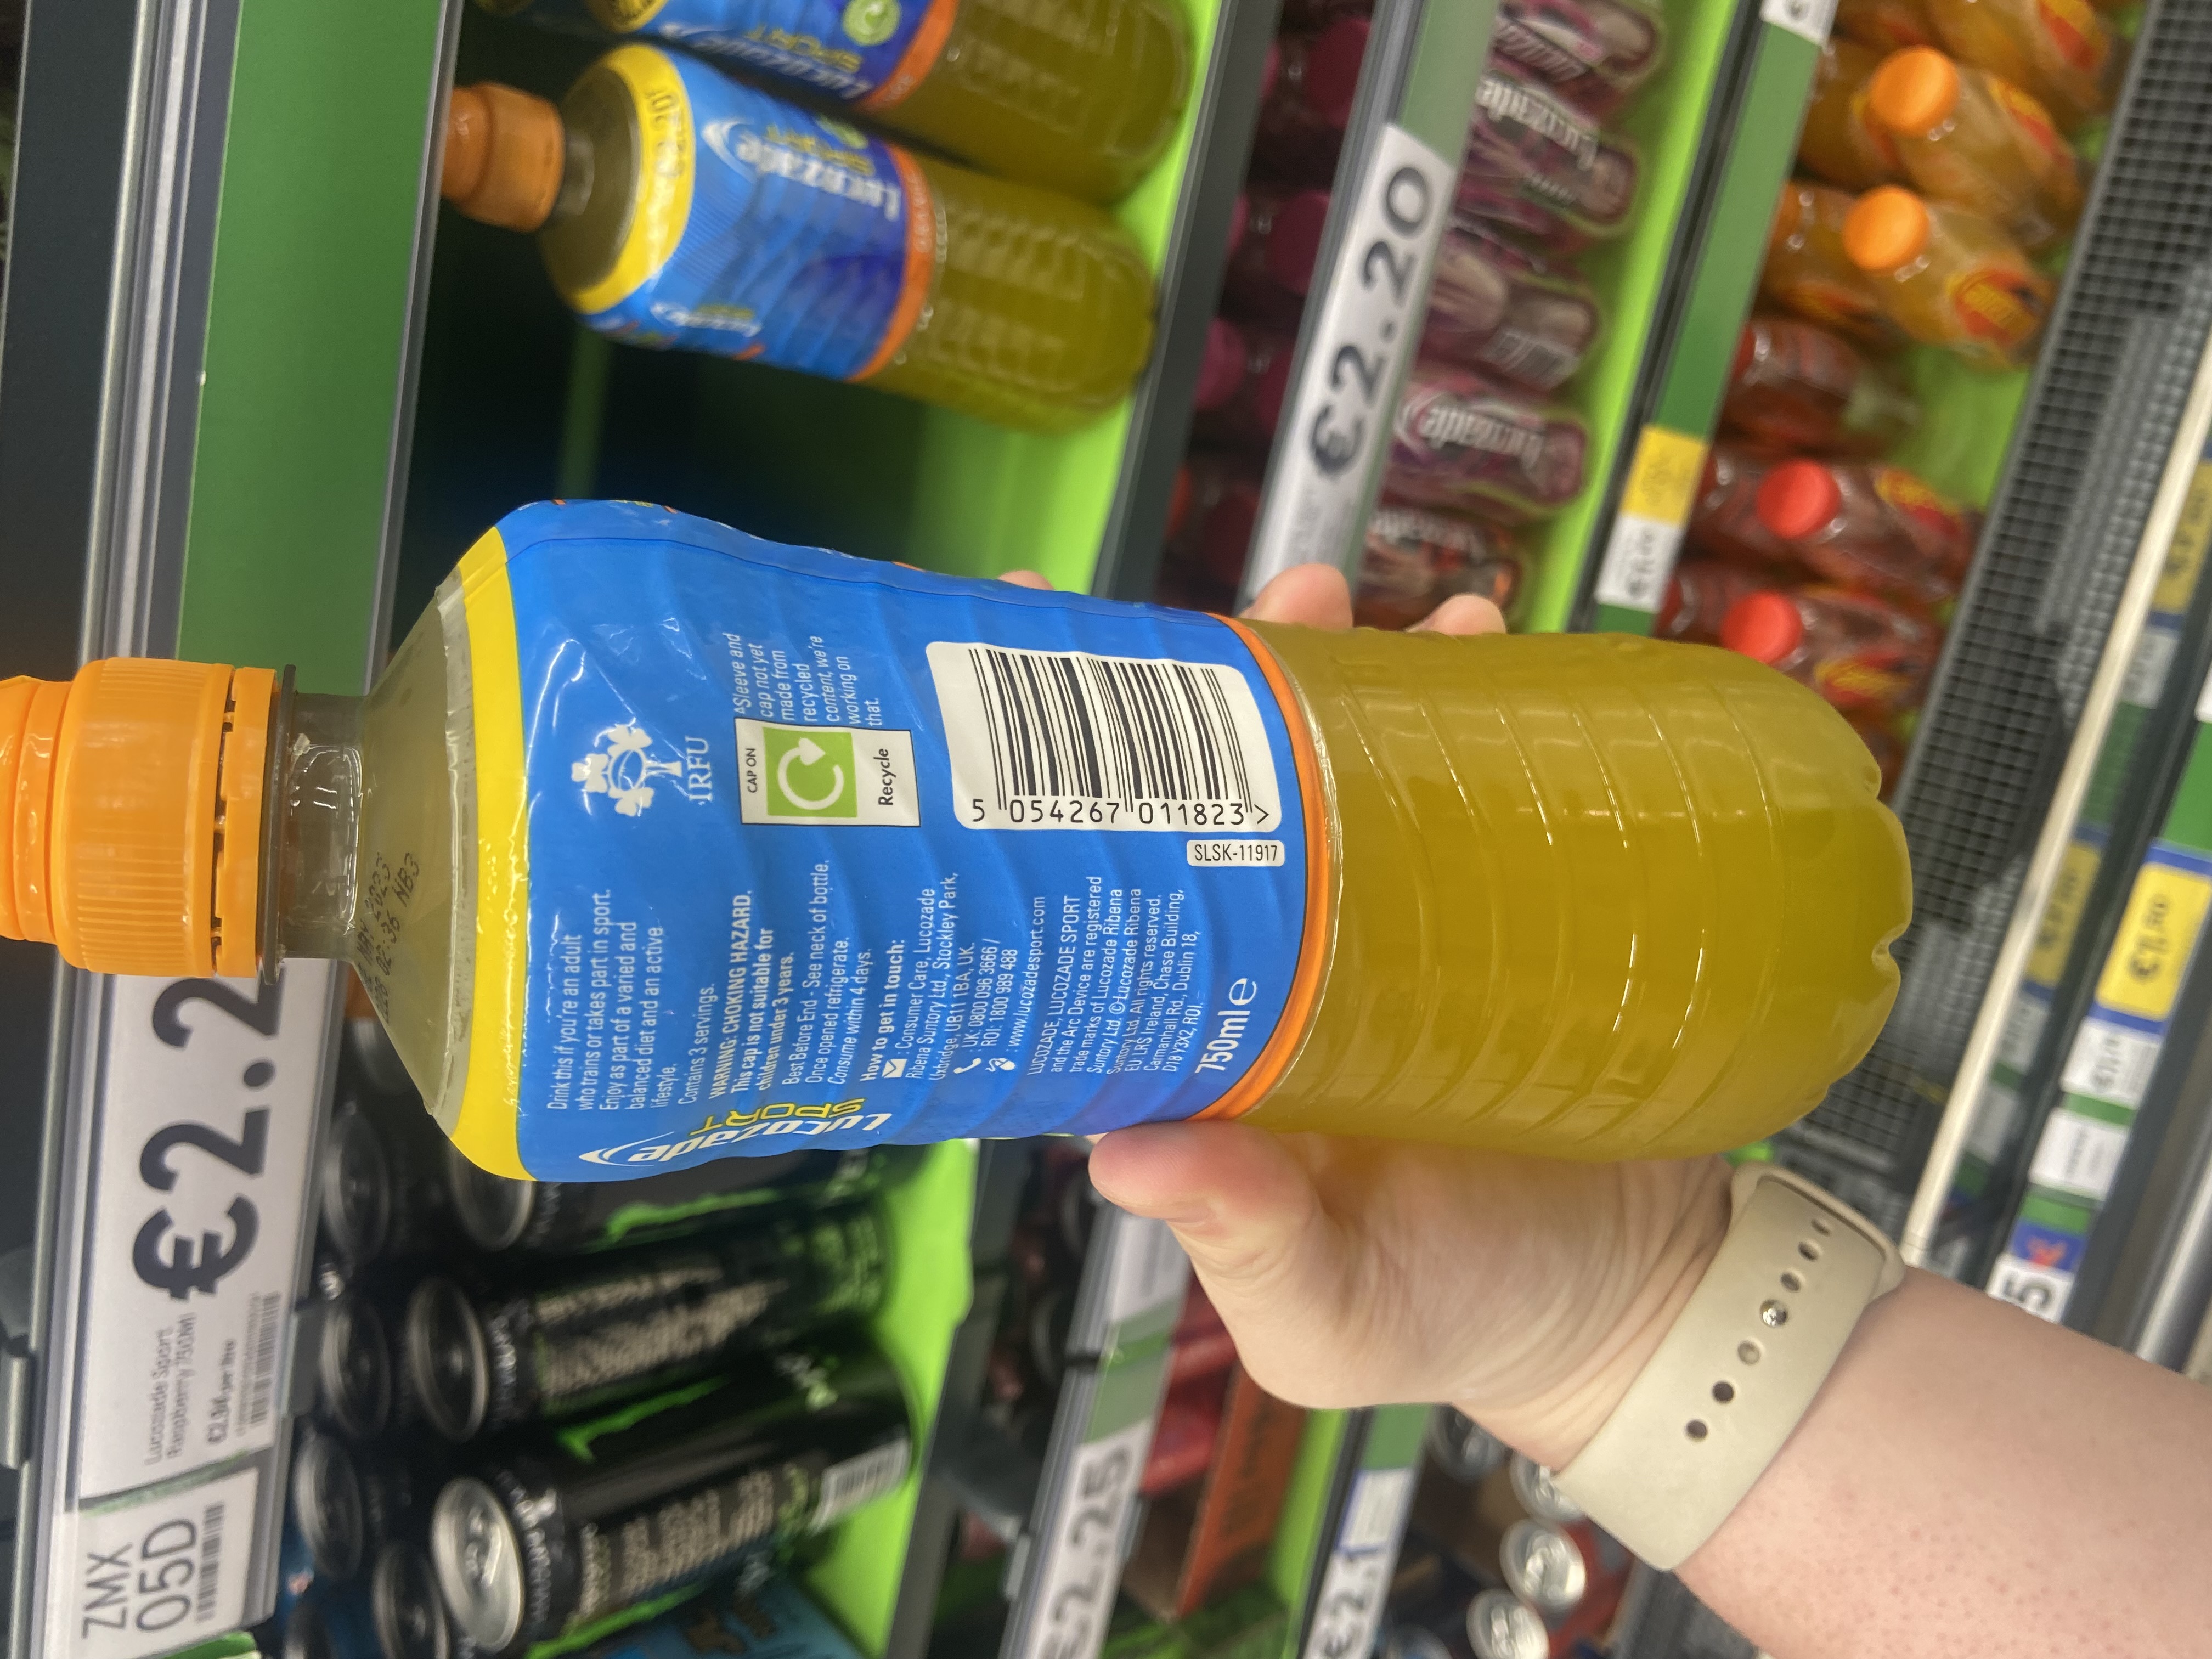 ZMX
05D
Lucozade Sport
Raspberry 750Ml
€2.94 per litre
€2.2
MAY 2025
02:36 NB3
Lucozade
SPORT
Drink this if you're an adult
who trains or takes part in sport.
Enjoy as part of a varied and
balanced diet and an active
lifestyle.
Contains 3 servings.
WARNING: CHOKING HAZARD.
This cap is not suitable for
children under 3 years.
Best Before End - See neck of bottle.
Once opened refrigerate.
Consume within 4 days.
How to get in touch:
: Consumer Care, Lucozade
Ribena Suntory Ltd., Stockley Park,
Uxbridge, UB11 1BA, UK.
: UK: 0800 096 3666 /
ROI: 1800 989 488
: www.lucozadesport.com
LUCOZADE, LUCOZADE SPORT
and the Arc Device are registered
trade marks of Lucozade Ribena
Suntory Ltd. ©Lucozade Ribena
Suntory Ltd. All rights reserved.
EU: LRS Ireland, Chase Building,
Carmanhall Rd., Dublin 18,
D18 Y3X2, ROI.
750ml e
IRFU
CAP ON
Recycle
^Sleeve and
cap not yet
made from
recycled
content, we're
working on
that.
5 054267 011823>
SLSK-11917
€2.20
Lucozade
SPORT
Lucozade
SPORT
€2.25
€2.20
Lucozade
Lucozade
€1.50